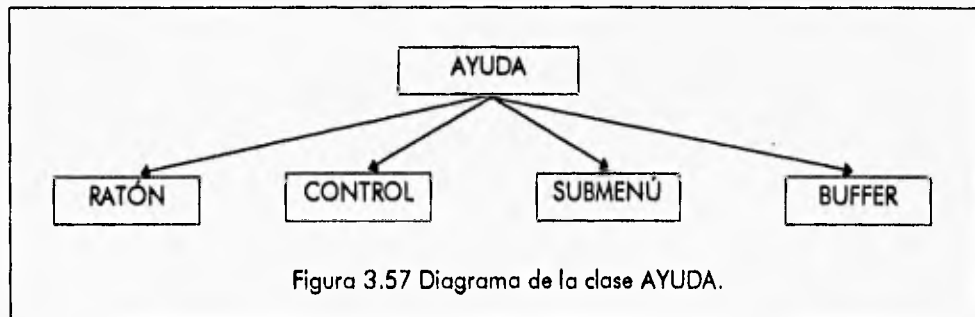 AYUDA
RATÓN CONTROL SUBMENÚ BUFFER
Figura 3.57 Diagrama de la clase AYUDA.